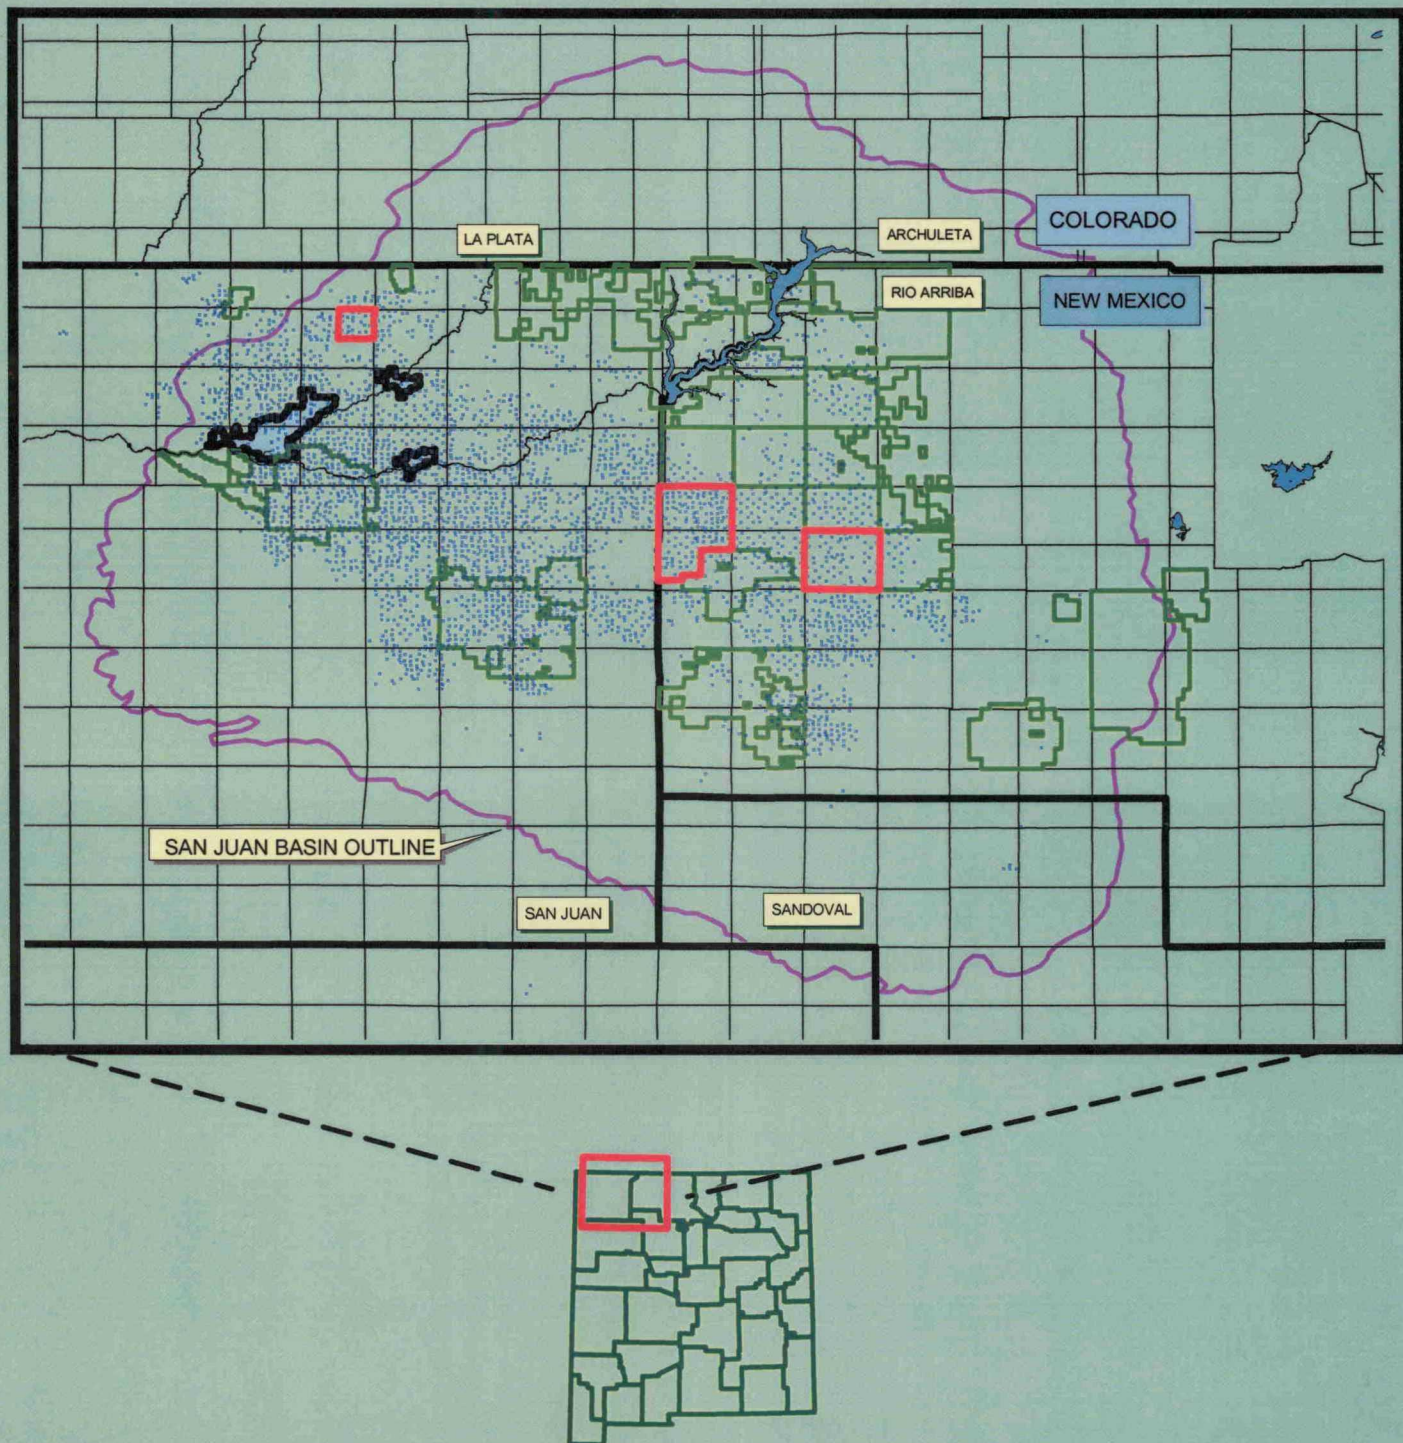 COLORADO
LA PLATA
ARCHULETA
RIO ARRIBA
NEW MEXICO
SAN JUAN BASIN OUTLINE
SAN JUAN
SANDOVAL